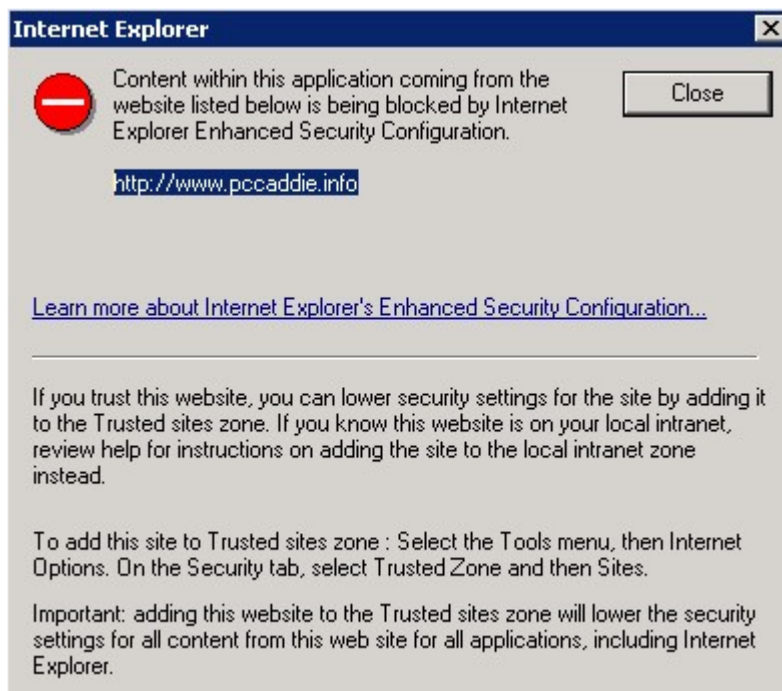 Internet Explorer
Content within this application coming from the
website listed below is being blocked by Internet
Explorer Enhanced Security Configuration.
Close
http://www.pccaddie.info
Learn more about Internet Explorer's Enhanced Security Configuration...
If you trust this website, you can lower security settings for the site by adding it
to the Trusted sites zone. If you know this website is on your local intranet,
review help for instructions on adding the site to the local intranet zone
instead.
To add this site to Trusted sites zone : Select the Tools menu, then Internet
Options. On the Security tab, select Trusted Zone and then Sites.
Important: adding this website to the Trusted sites zone will lower the security
settings for all content from this web site for all applications, including Internet
Explorer.